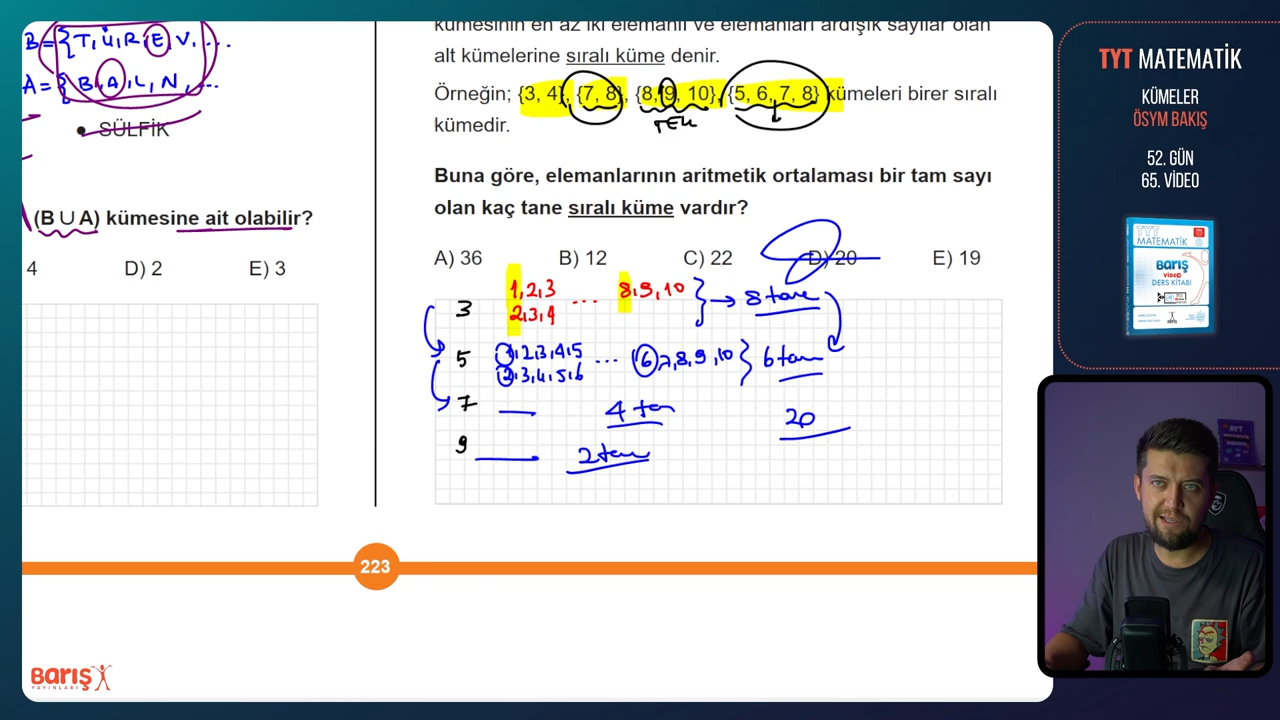 B = {T, Ü, R, E, V, ...
A = {B, A, L, N, ...
• SÜLFİK
(B ∪ A) kümesine ait olabilir?
4 D) 2 E) 3
kümesinin en az iki elemanlı ve elemanları ardışık sayılar olan
alt kümelerine sıralı küme denir.
Örneğin; {3, 4}, {7, 8}, {8, 9, 10}, {5, 6, 7, 8} kümeleri birer sıralı
TEK
kümedir.
Buna göre, elemanlarının aritmetik ortalaması bir tam sayı
olan kaç tane sıralı küme vardır?
A) 36 B) 12 C) 22 D) 20 E) 19
3 1, 2, 3 ... 8, 9, 10 } → 8 tane
2, 3, 4
5 1, 2, 3, 4, 5 ... 6, 7, 8, 9, 10 } 6 tane
2, 3, 4, 5, 6
7 4 tane
20
9 2 tane
223
BARIŞ
YAYINLARI
TYT MATEMATİK
KÜMELER
ÖSYM BAKIŞ
52. GÜN
65. VİDEO
TYT
MATEMATİK
BARIŞ
VİDEO
DERS KİTABI